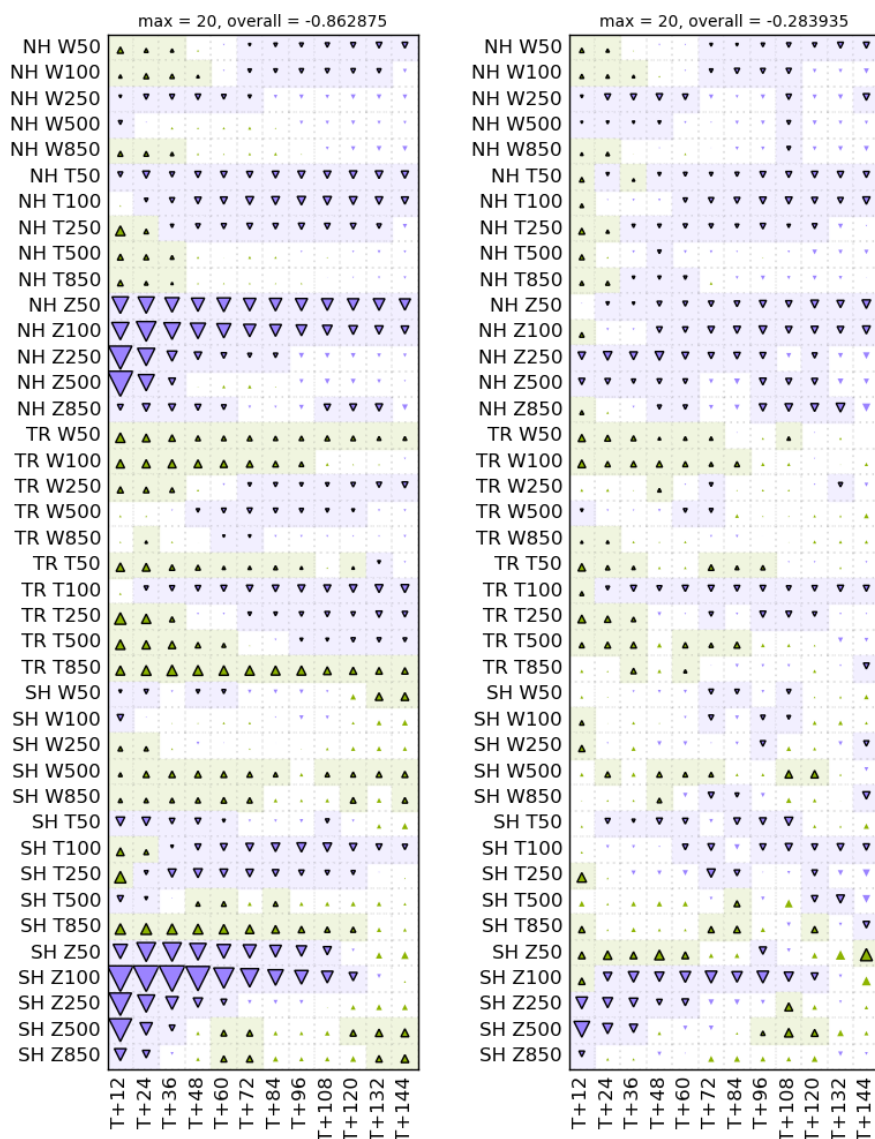 max = 20, overall = -0.862875
NH W50
NH W100
NH W250
NH W500
NH W850
NH T50
NH T100
NH T250
NH T500
NH T850
NH Z50
NH Z100
NH Z250
NH Z500
NH Z850
TR W50
TR W100
TR W250
TR W500
TR W850
TR T50
TR T100
TR T250
TR T500
TR T850
SH W50
SH W100
SH W250
SH W500
SH W850
SH T50
SH T100
SH T250
SH T500
SH T850
SH Z50
SH Z100
SH Z250
SH Z500
SH Z850
T+12
T+24
T+36
T+48
T+60
T+72
T+84
T+96
T+108
T+120
T+132
T+144
max = 20, overall = -0.283935
NH W50
NH W100
NH W250
NH W500
NH W850
NH T50
NH T100
NH T250
NH T500
NH T850
NH Z50
NH Z100
NH Z250
NH Z500
NH Z850
TR W50
TR W100
TR W250
TR W500
TR W850
TR T50
TR T100
TR T250
TR T500
TR T850
SH W50
SH W100
SH W250
SH W500
SH W850
SH T50
SH T100
SH T250
SH T500
SH T850
SH Z50
SH Z100
SH Z250
SH Z500
SH Z850
T+12
T+24
T+36
T+48
T+60
T+72
T+84
T+96
T+108
T+120
T+132
T+144